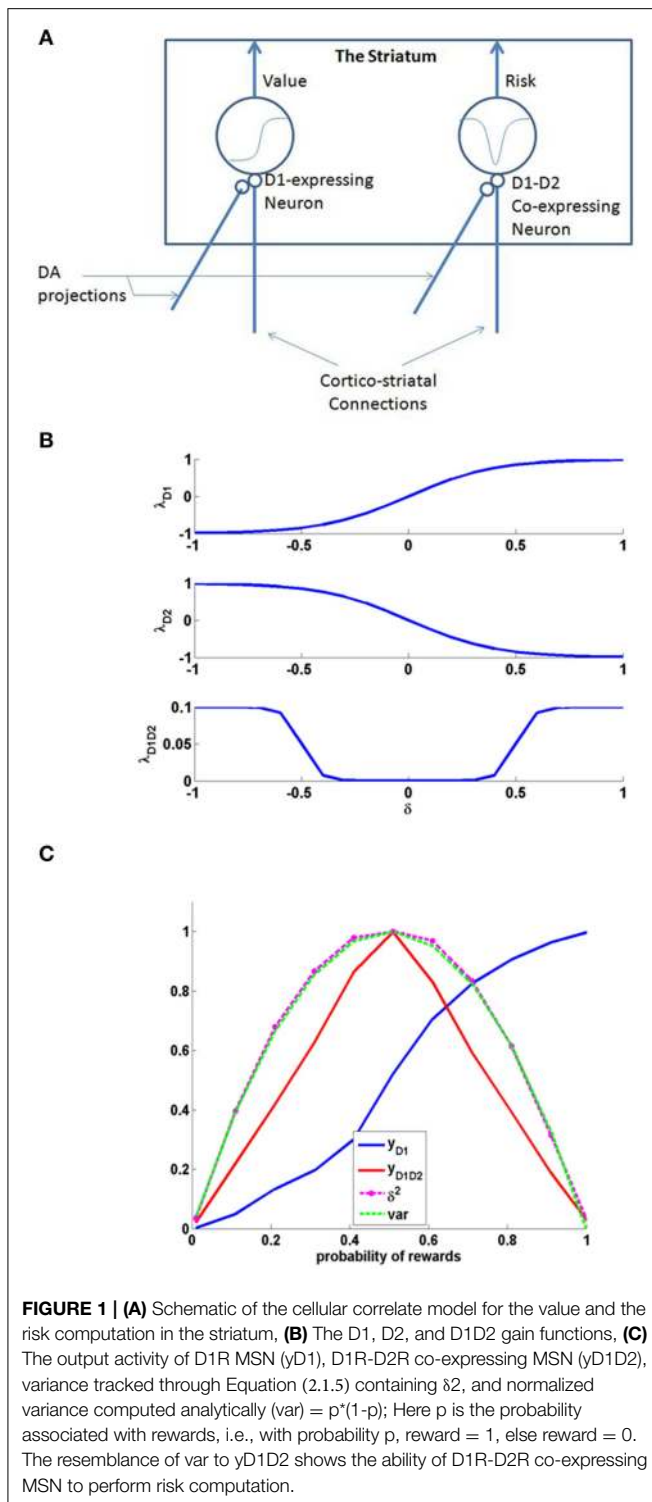 A
The Striatum
Value
Risk
D1-expressing
Neuron
D1-D2
Co-expressing
Neuron
DA
projections
Cortico-striatal
Connections
B
λD1
1
0
-1
-1
-0.5
0
0.5
1
λD2
1
0
-1
-1
-0.5
0
0.5
1
λD1D2
0.1
0.05
0
-1
-0.5
0
0.5
1
δ
C
1
0.8
0.6
0.4
0.2
0
0.2
0.4
0.6
0.8
1
probability of rewards
yD1
yD1D2
δ2
var
FIGURE 1 | (A) Schematic of the cellular correlate model for the value and the
risk computation in the striatum, (B) The D1, D2, and D1D2 gain functions, (C)
The output activity of D1R MSN (yD1), D1R-D2R co-expressing MSN (yD1D2),
variance tracked through Equation (2.1.5) containing δ2, and normalized
variance computed analytically (var) = p*(1-p); Here p is the probability
associated with rewards, i.e., with probability p, reward = 1, else reward = 0.
The resemblance of var to yD1D2 shows the ability of D1R-D2R co-expressing
MSN to perform risk computation.